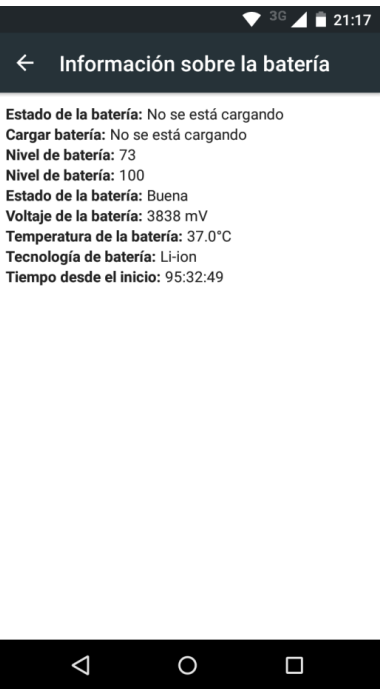 3G 21:17
Información sobre la batería
Estado de la batería: No se está cargando
Cargar batería: No se está cargando
Nivel de batería: 73
Nivel de batería: 100
Estado de la batería: Buena
Voltaje de la batería: 3838 mV
Temperatura de la batería: 37.0°C
Tecnología de batería: Li-ion
Tiempo desde el inicio: 95:32:49